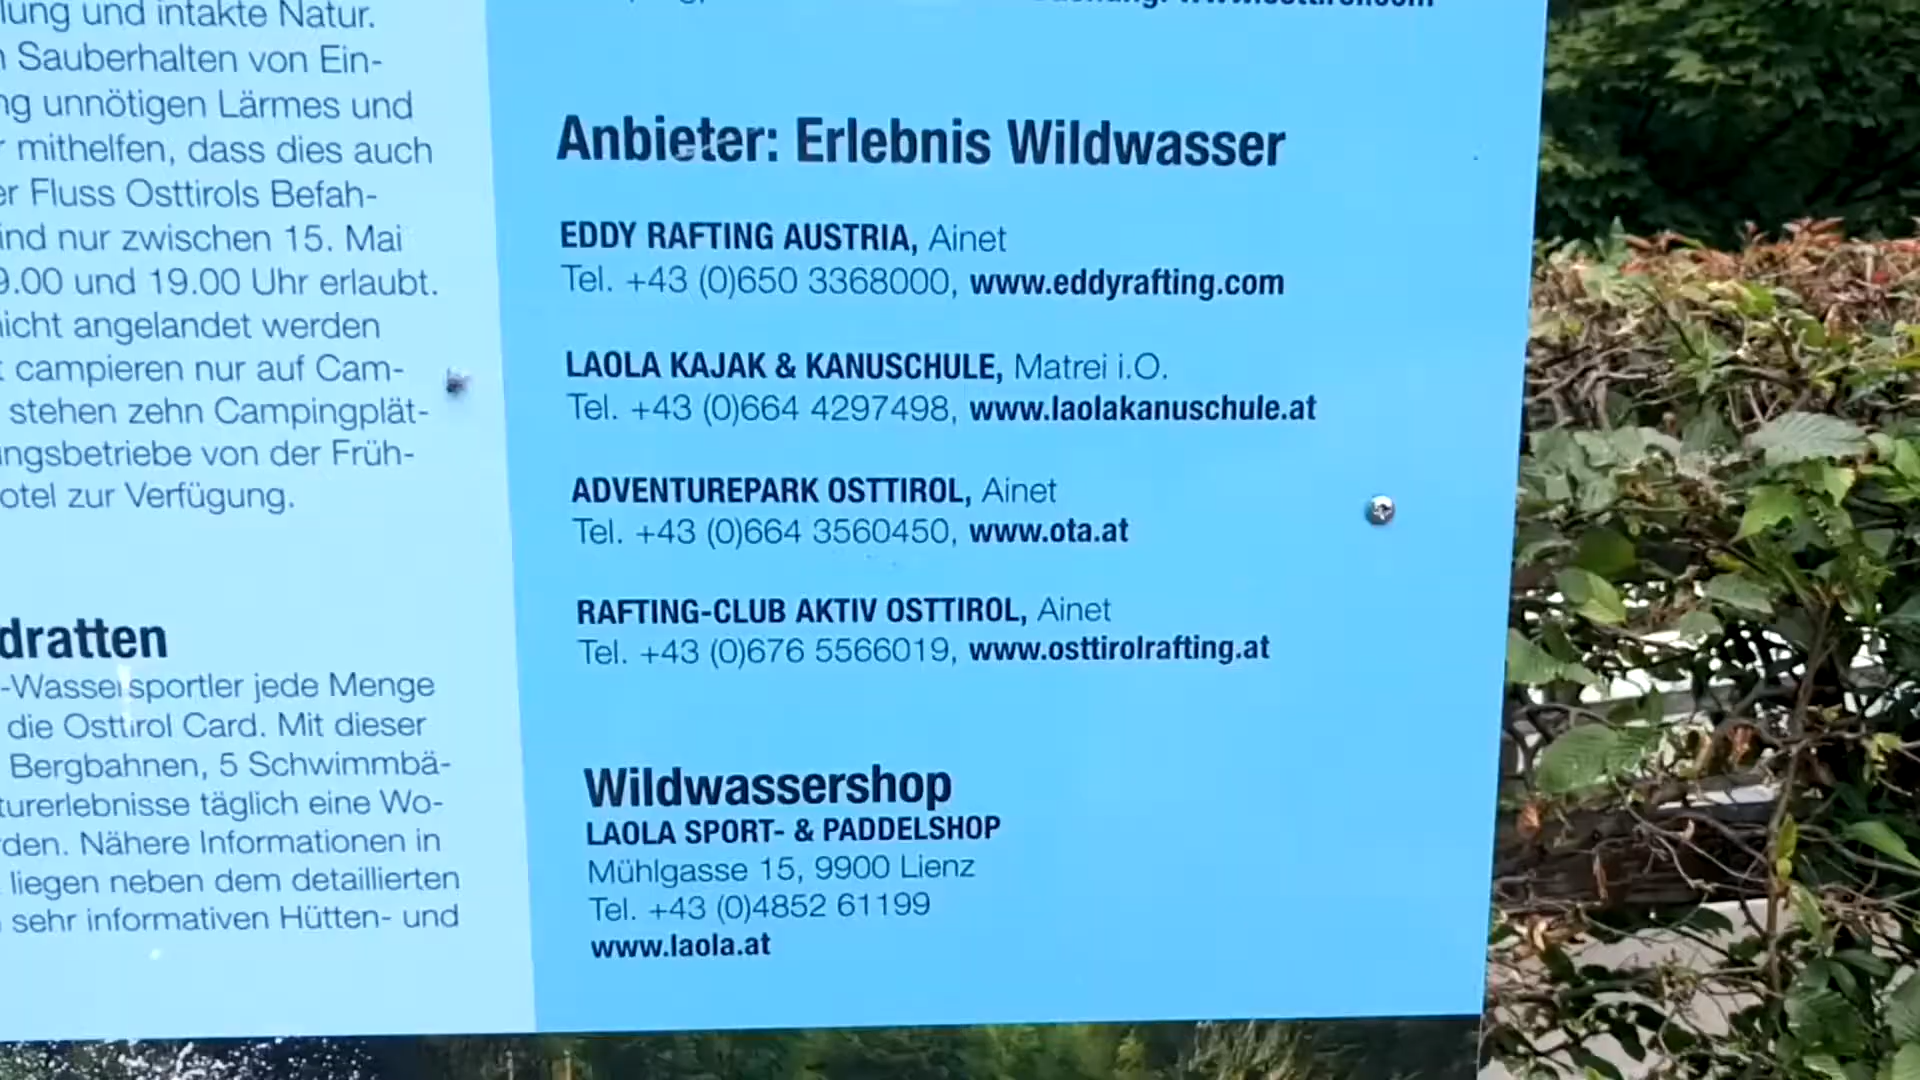 lung und intakte Natur.
Sauberhalten von Ein-
unnötigen Lärmes und
mithelfen, dass dies auch
er Fluss Osttirols Befah-
ind nur zwischen 15. Mai
9.00 und 19.00 Uhr erlaubt.
nicht angelandet werden
campieren nur auf Cam-
stehen zehn Campingplät-
ungsbetriebe von der Früh-
otel zur Verfügung.
dratten
-Wassersportler jede Menge
die Osttirol Card. Mit dieser
Bergbahnen, 5 Schwimmbä-
turerlebnisse täglich eine Wo-
den. Nähere Informationen in
liegen neben dem detaillierten
sehr informativen Hütten- und
Anbieter: Erlebnis Wildwasser
EDDY RAFTING AUSTRIA, Ainet
Tel. +43 (0)650 3368000, www.eddyrafting.com
LAOLA KAJAK & KANUSCHULE, Matrei i.O.
Tel. +43 (0)664 4297498, www.laolakanuschule.at
ADVENTUREPARK OSTTIROL, Ainet
Tel. +43 (0)664 3560450, www.ota.at
RAFTING-CLUB AKTIV OSTTIROL, Ainet
Tel. +43 (0)676 5566019, www.osttirolrafting.at
Wildwassershop
LAOLA SPORT- & PADDELSHOP
Mühlgasse 15, 9900 Lienz
Tel. +43 (0)4852 61199
www.laola.at